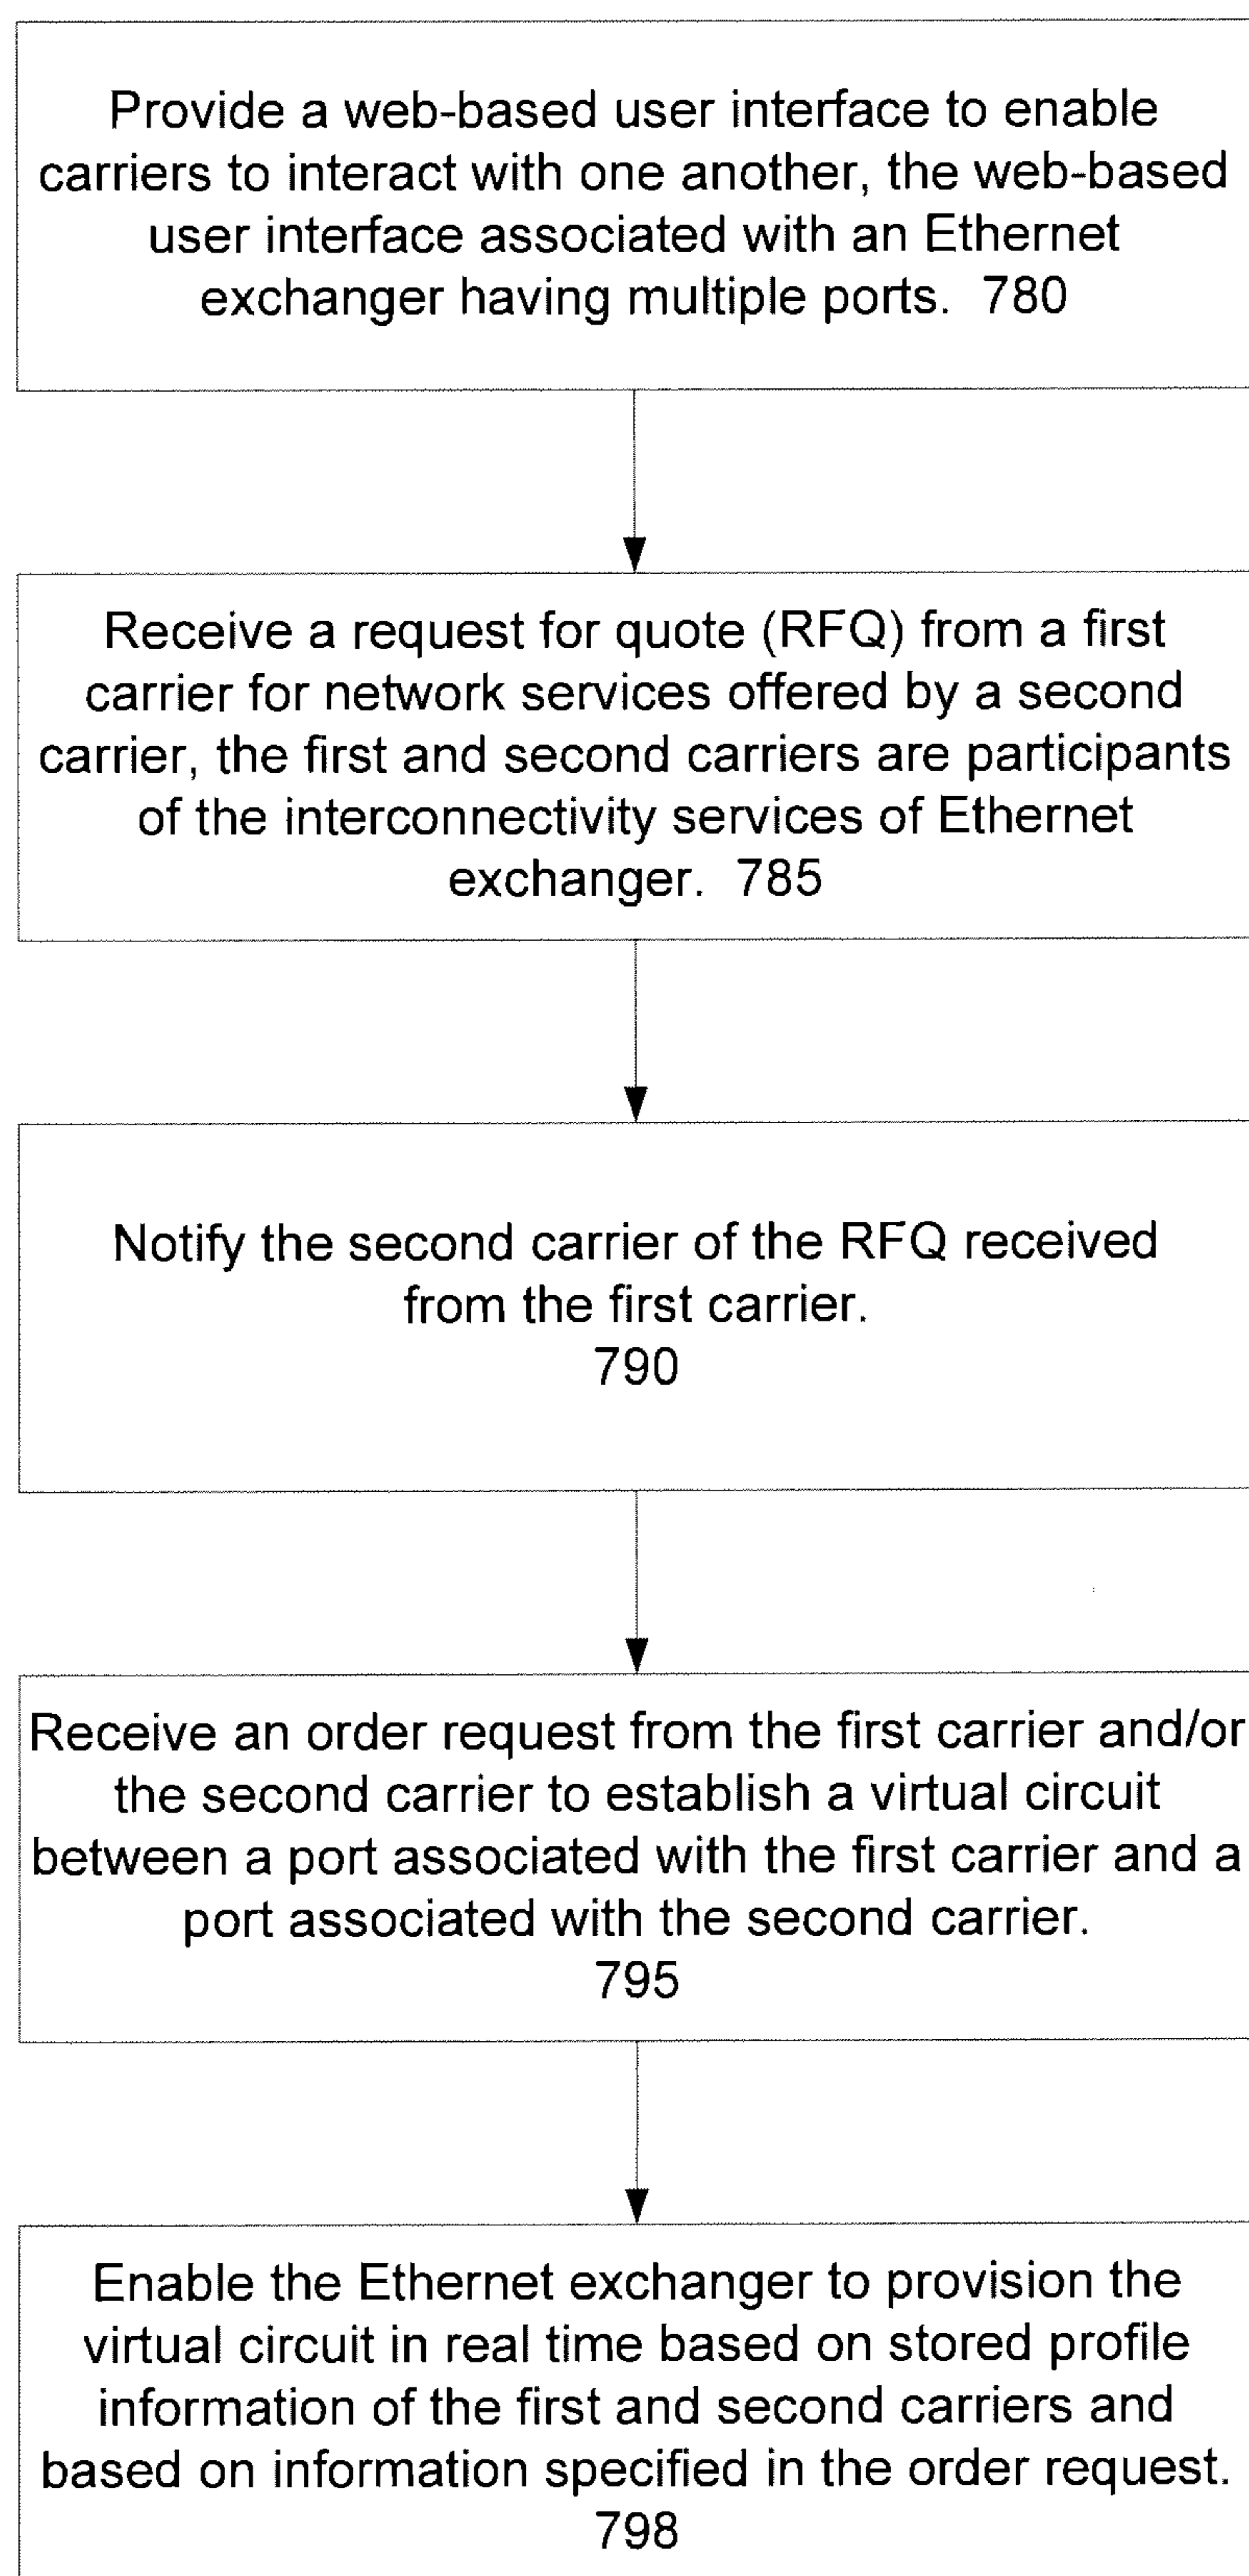 Provide a web-based user interface to enable
carriers to interact with one another, the web-based
user interface associated with an Ethernet
exchanger having multiple ports.  780
Receive a request for quote (RFQ) from a first
carrier for network services offered by a second
carrier, the first and second carriers are participants
of the interconnectivity services of Ethernet
exchanger.  785
Notify the second carrier of the RFQ received
from the first carrier.
790
Receive an order request from the first carrier and/or
the second carrier to establish a virtual circuit
between a port associated with the first carrier and a
port associated with the second carrier.
795
Enable the Ethernet exchanger to provision the
virtual circuit in real time based on stored profile
information of the first and second carriers and
based on information specified in the order request.
798